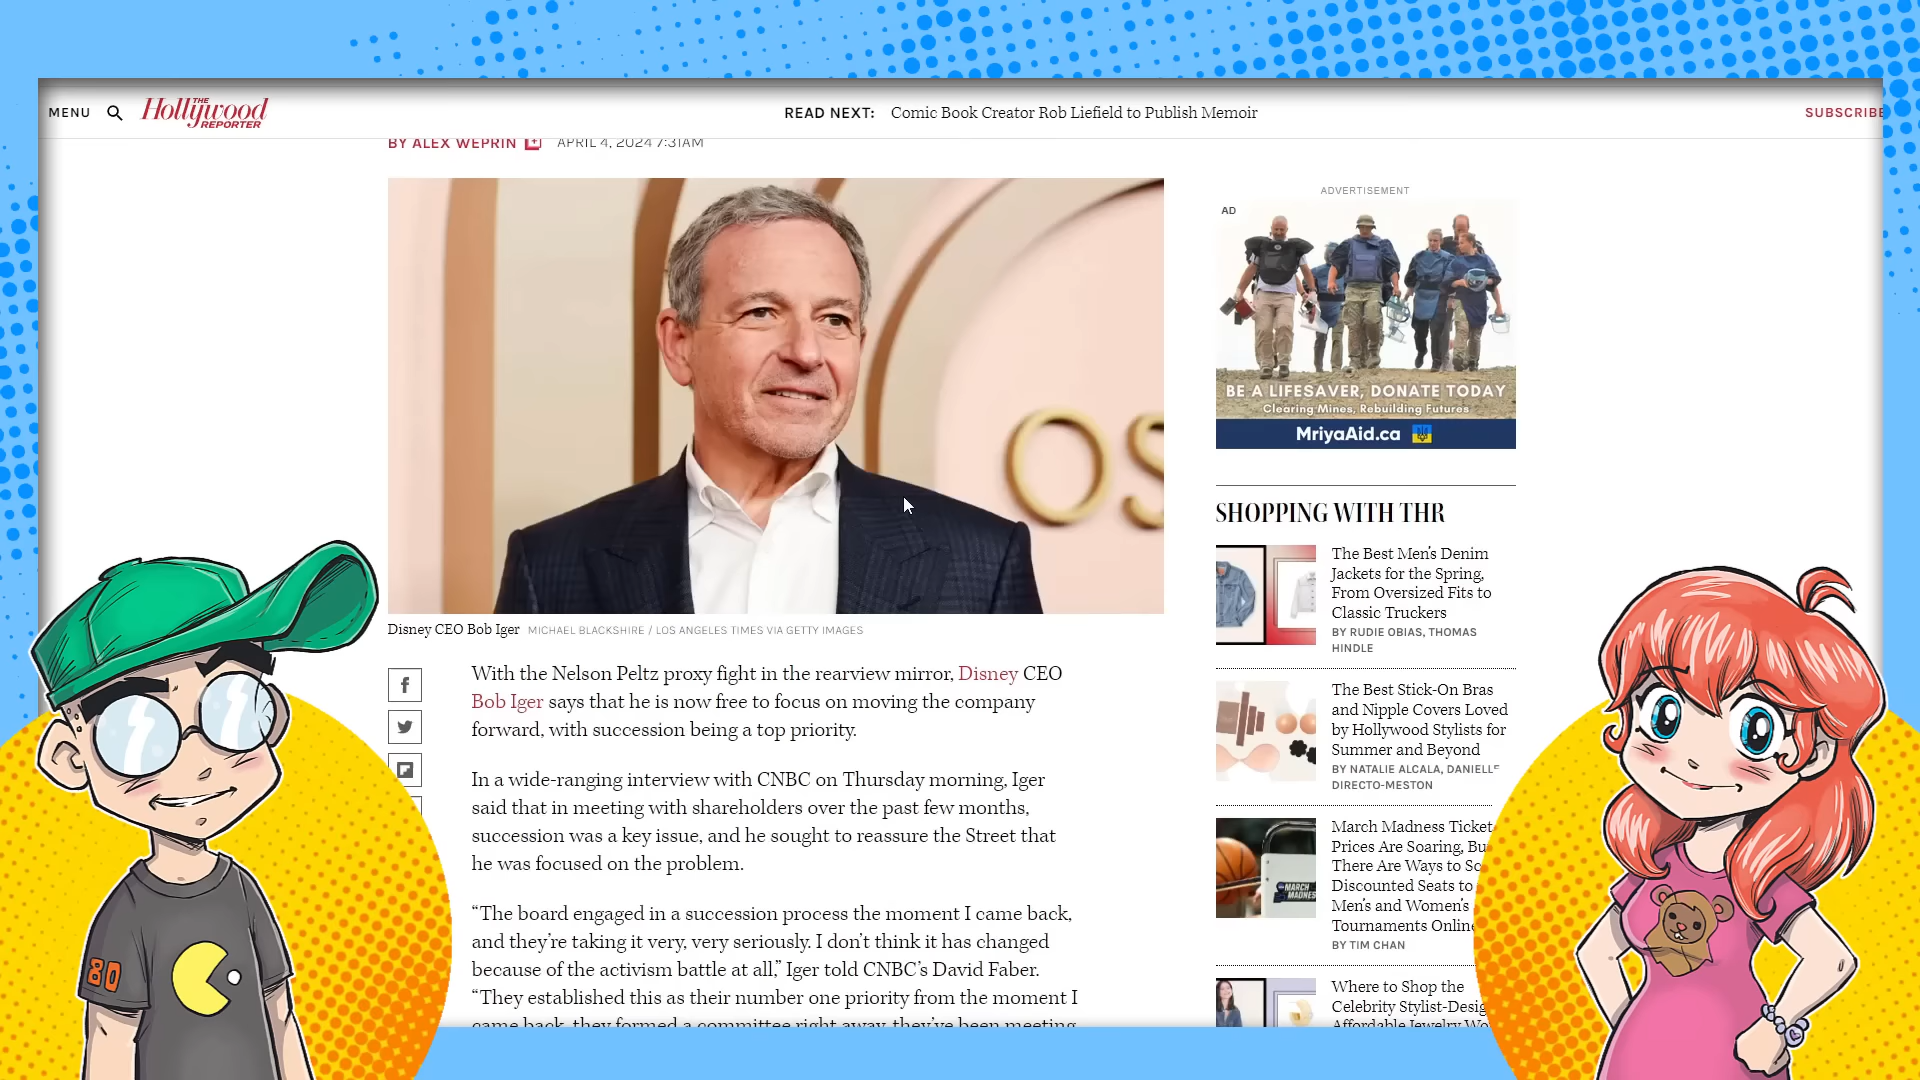 MENU
THE
Hollywood
REPORTER
READ NEXT: Comic Book Creator Rob Liefield to Publish Memoir
SUBSCRIBE
BY ALEX WEPRIN
APRIL 4, 2024 7:31AM
OS
Disney CEO Bob Iger MICHAEL BLACKSHIRE / LOS ANGELES TIMES VIA GETTY IMAGES
With the Nelson Peltz proxy fight in the rearview mirror, Disney CEO
Bob Iger says that he is now free to focus on moving the company
forward, with succession being a top priority.
In a wide-ranging interview with CNBC on Thursday morning, Iger
said that in meeting with shareholders over the past few months,
succession was a key issue, and he sought to reassure the Street that
he was focused on the problem.
“The board engaged in a succession process the moment I came back,
and they’re taking it very, very seriously. I don’t think it has changed
because of the activism battle at all,” Iger told CNBC’s David Faber.
“They established this as their number one priority from the moment I
came back, they formed a committee right away, they’ve been meeting
ADVERTISEMENT
AD
BE A LIFESAVER, DONATE TODAY
Clearing Mines, Rebuilding Futures
MriyaAid.ca
SHOPPING WITH THR
The Best Men’s Denim
Jackets for the Spring,
From Oversized Fits to
Classic Truckers
BY RUDIE OBIAS, THOMAS
HINDLE
The Best Stick-On Bras
and Nipple Covers Loved
by Hollywood Stylists for
Summer and Beyond
BY NATALIE ALCALA, DANIELLE
DIRECTO-MESTON
MARCH
MADNESS
March Madness Ticket
Prices Are Soaring, Bu
There Are Ways to Sc
Discounted Seats to
Men’s and Women’s
Tournaments Online
BY TIM CHAN
Where to Shop the
Celebrity Stylist-Desig
Affordable Jewelry Wo
80